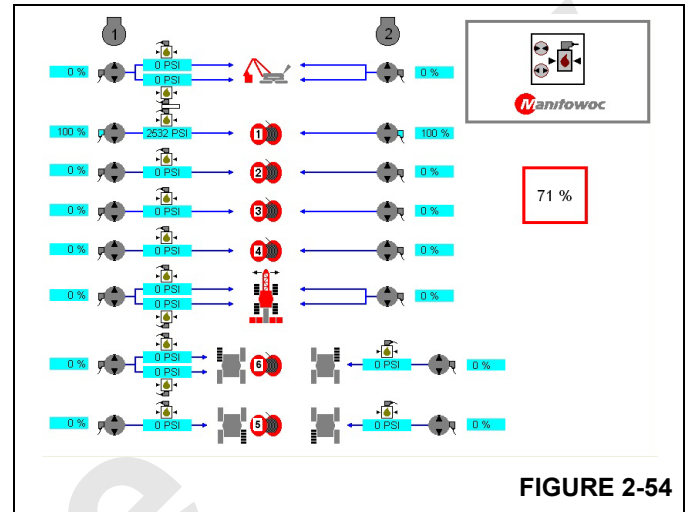 1 2
0 % 0 PSI 0 %
0 PSI
Manitowoc
100 % 2532 PSI 1 100 %
0 % 0 PSI 2 0 %
71 %
0 % 0 PSI 3 0 %
0 % 0 PSI 4 0 %
0 % 0 PSI 0 %
0 PSI
0 % 0 PSI 6 0 PSI 0 %
0 PSI
0 % 0 PSI 5 0 PSI 0 %
FIGURE 2-54